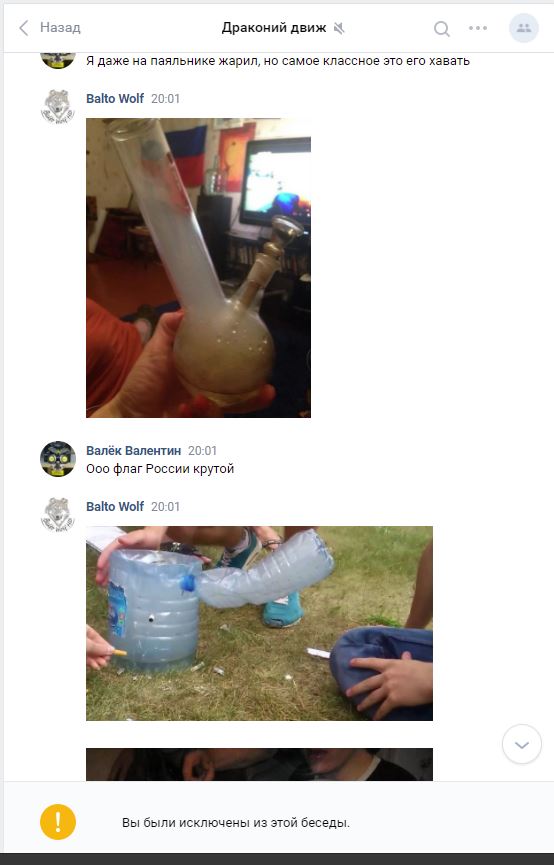 Назад
Драконий движ
Я даже на паяльнике жарил, но самое классное это его хавать
Balto Wolf 20:01
Валёк Валентин 20:01
Ооо флаг России крутой
Balto Wolf 20:01
Вы были исключены из этой беседы.